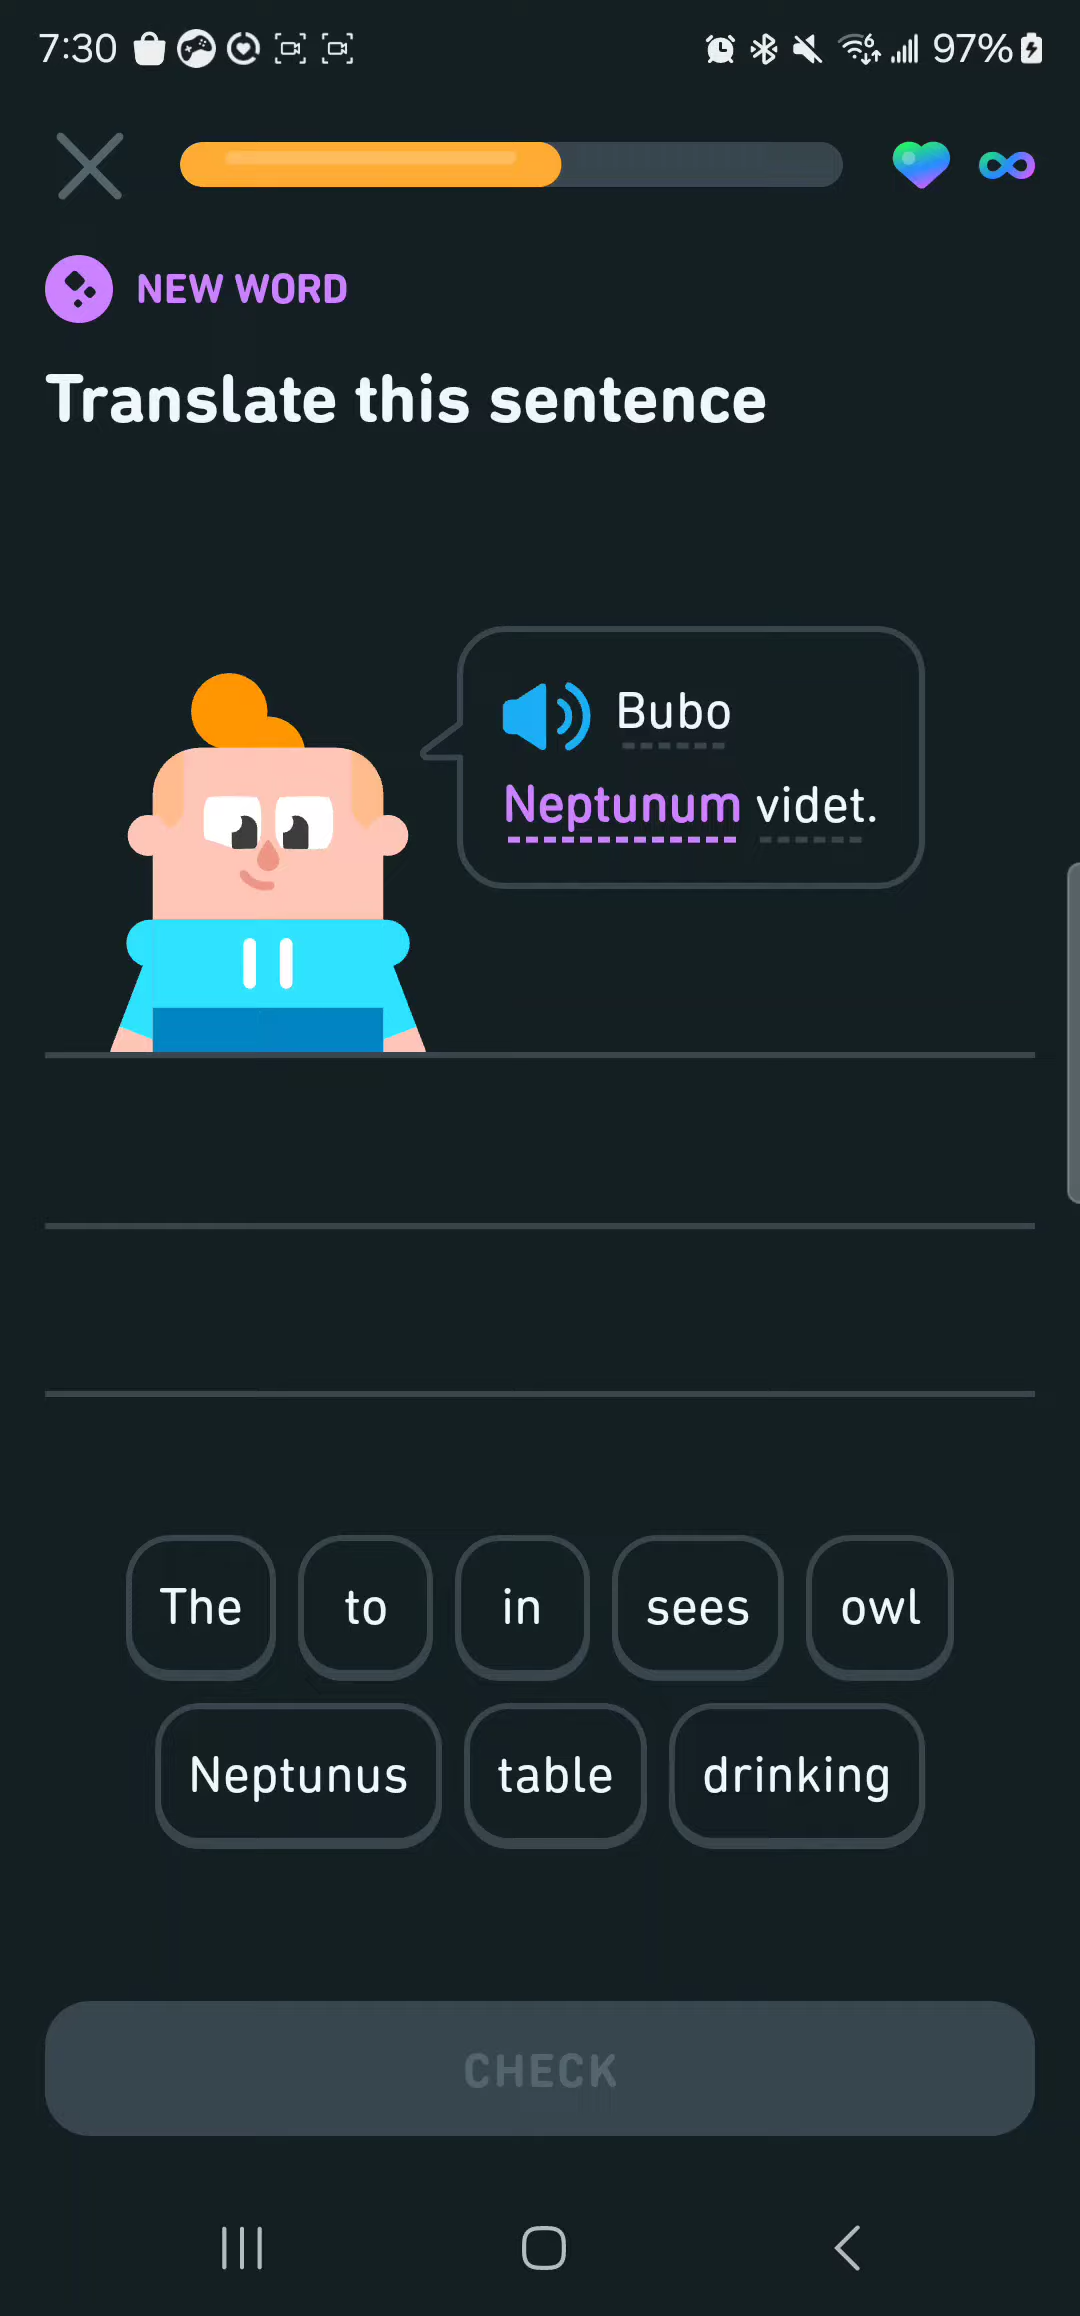 7:30 6 97%
NEW WORD
Translate this sentence
Bubo
Neptunum videt.
The to in sees owl
Neptunus table drinking
CHECK